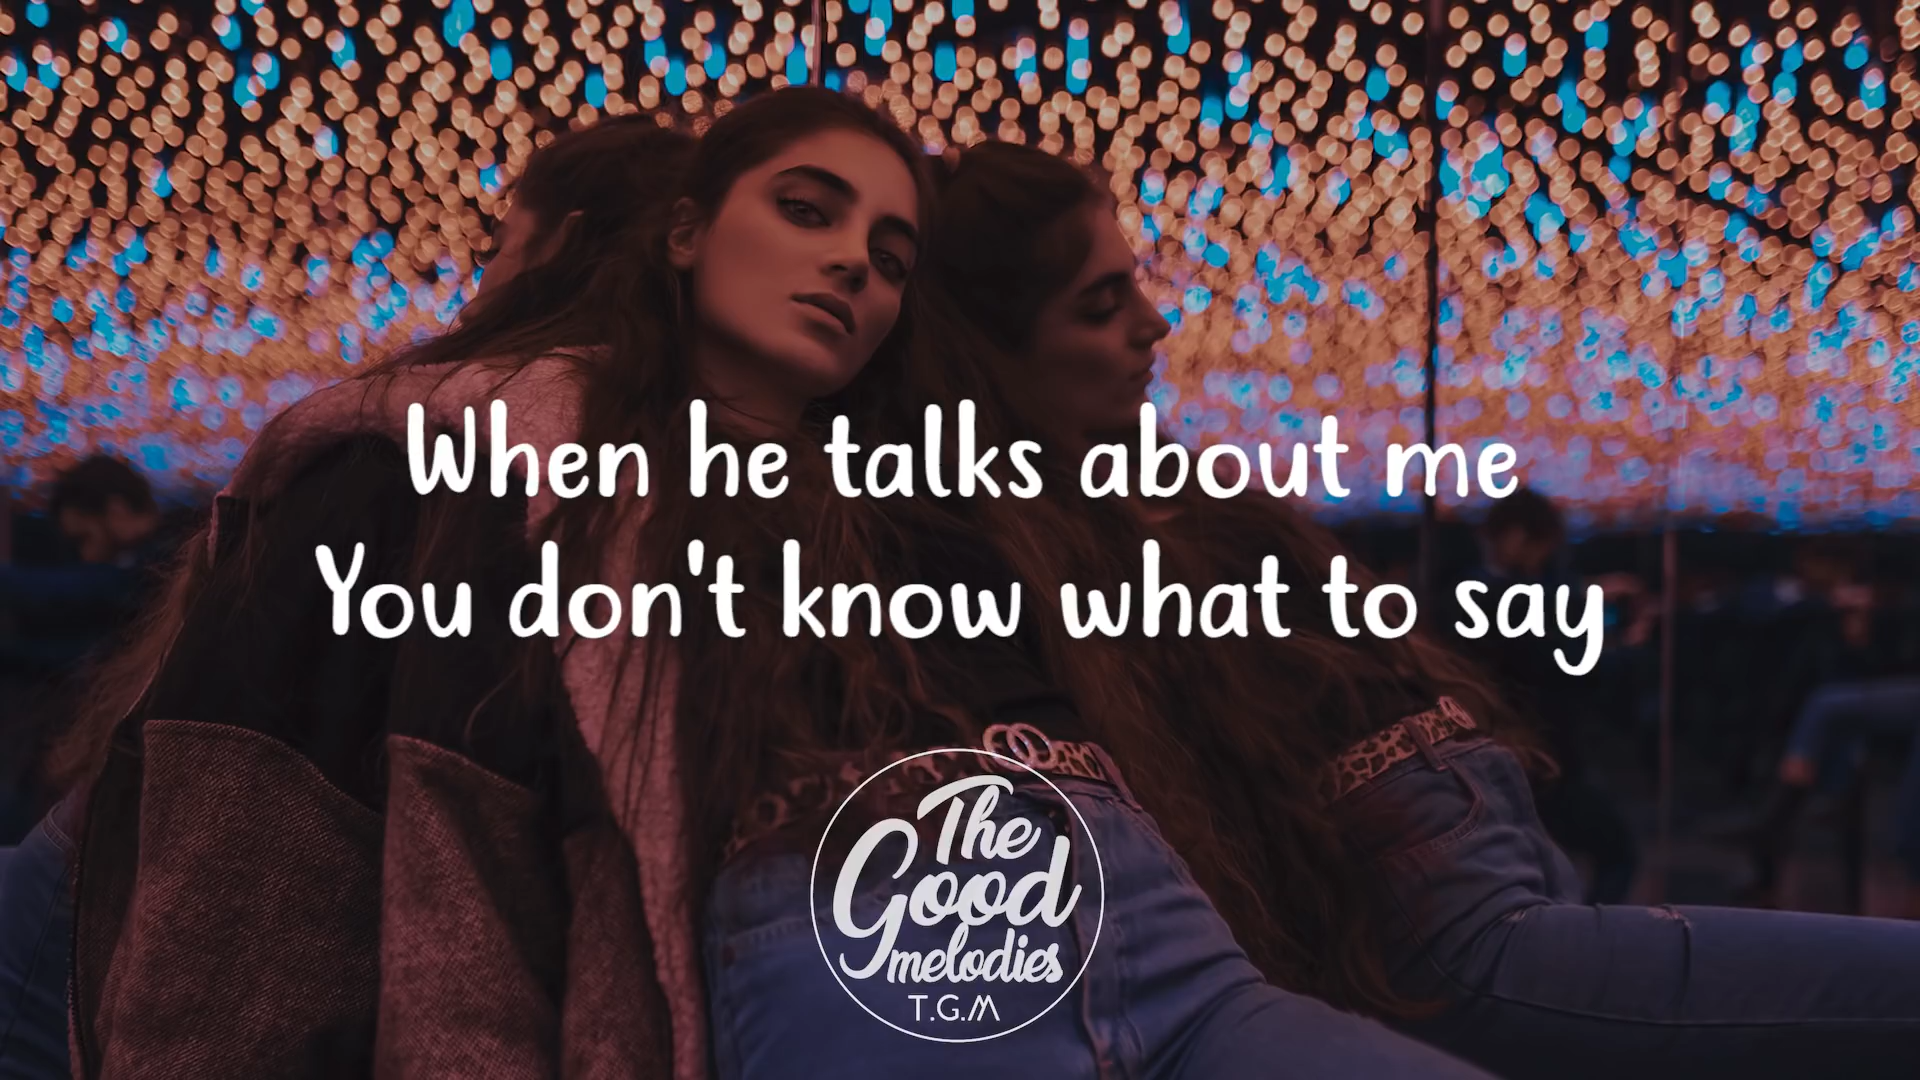 When he talks about me
You don't know what to say
The
Good
melodies
T.G.M